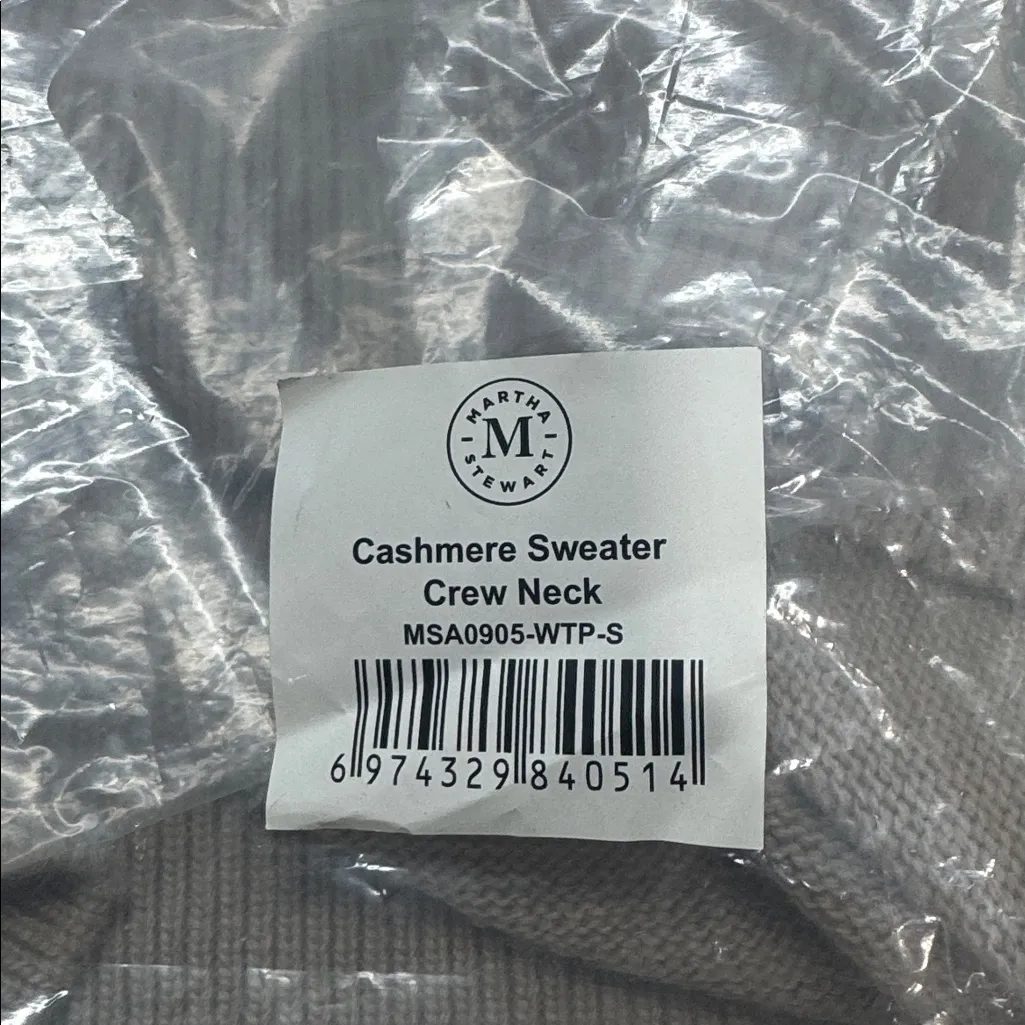 MARTHA
M
STEWART
Cashmere Sweater
Crew Neck
MSA0905-WTP-S
6 974329 840514